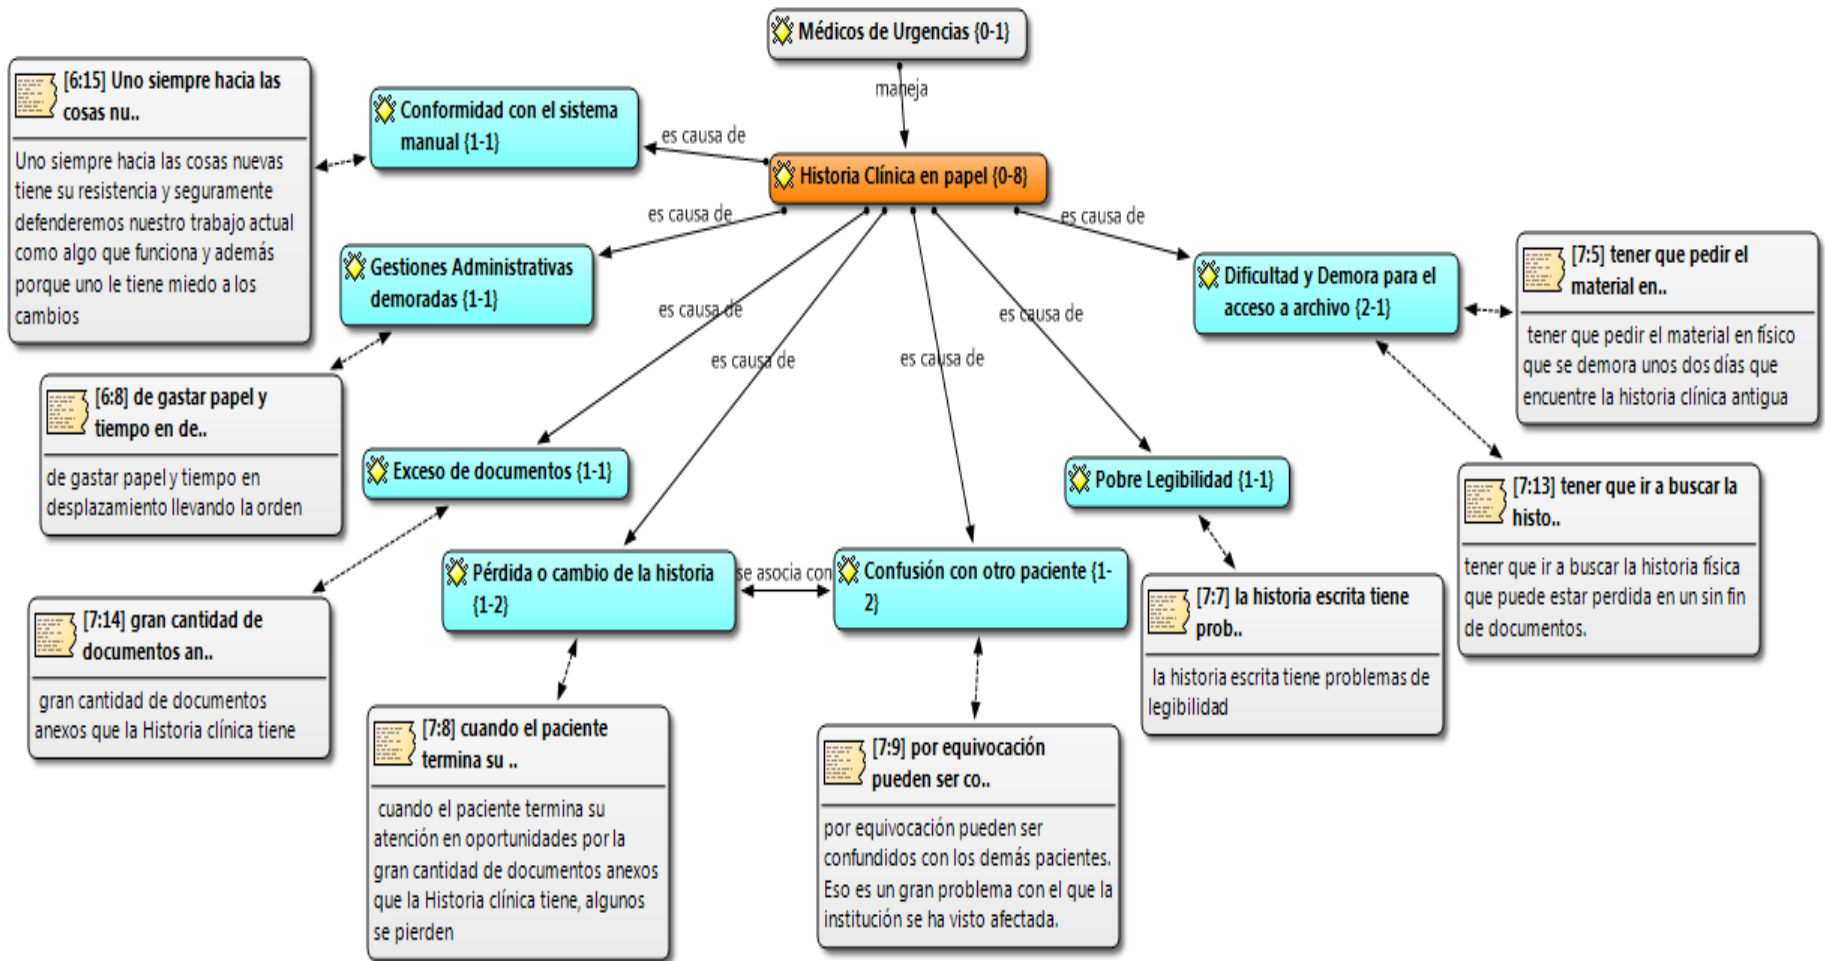 Médicos de Urgencias {0-1}
maneja
Historia Clínica en papel {0-8}
es causa de
Conformidad con el sistema
manual {1-1}
[6:15] Uno siempre hacia las
cosas nu..
Uno siempre hacia las cosas nuevas
tiene su resistencia y seguramente
defenderemos nuestro trabajo actual
como algo que funciona y además
porque uno le tiene miedo a los
cambios
es causa de
Gestiones Administrativas
demoradas {1-1}
[6:8] de gastar papel y
tiempo en de..
de gastar papel y tiempo en
desplazamiento llevando la orden
es causa de
Exceso de documentos {1-1}
[7:14] gran cantidad de
documentos an..
gran cantidad de documentos
anexos que la Historia clínica tiene
es causa de
Pérdida o cambio de la historia
{1-2}
[7:8] cuando el paciente
termina su ..
cuando el paciente termina su
atención en oportunidades por la
gran cantidad de documentos anexos
que la Historia clínica tiene, algunos
se pierden
se asocia con
es causa de
Confusión con otro paciente {1-
2}
[7:9] por equivocación
pueden ser co..
por equivocación pueden ser
confundidos con los demás pacientes.
Eso es un gran problema con el que la
institución se ha visto afectada.
es causa de
Pobre Legibilidad {1-1}
[7:7] la historia escrita tiene
prob..
la historia escrita tiene problemas de
legibilidad
es causa de
Dificultad y Demora para el
acceso a archivo {2-1}
[7:5] tener que pedir el
material en..
tener que pedir el material en físico
que se demora unos dos días que
encuentre la historia clínica antigua
[7:13] tener que ir a buscar la
histo..
tener que ir a buscar la historia física
que puede estar perdida en un sin fin
de documentos.